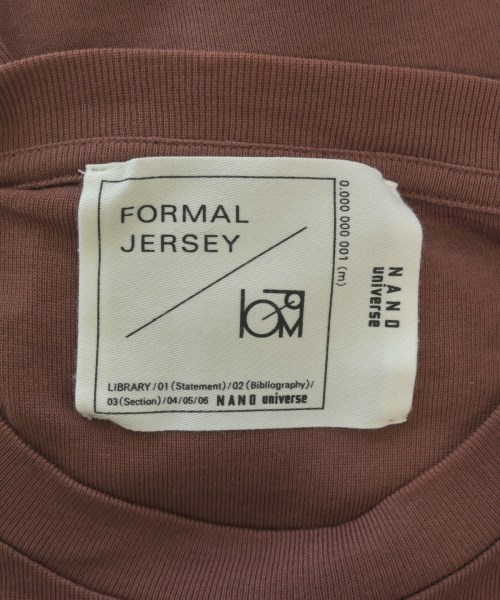 FORMAL
JERSEY
LIBRARY/01(Statement)/02(Bibliography)/
03(Section)/04/05/06 NANO universe
0.000 000 001(m)
NANO
universe